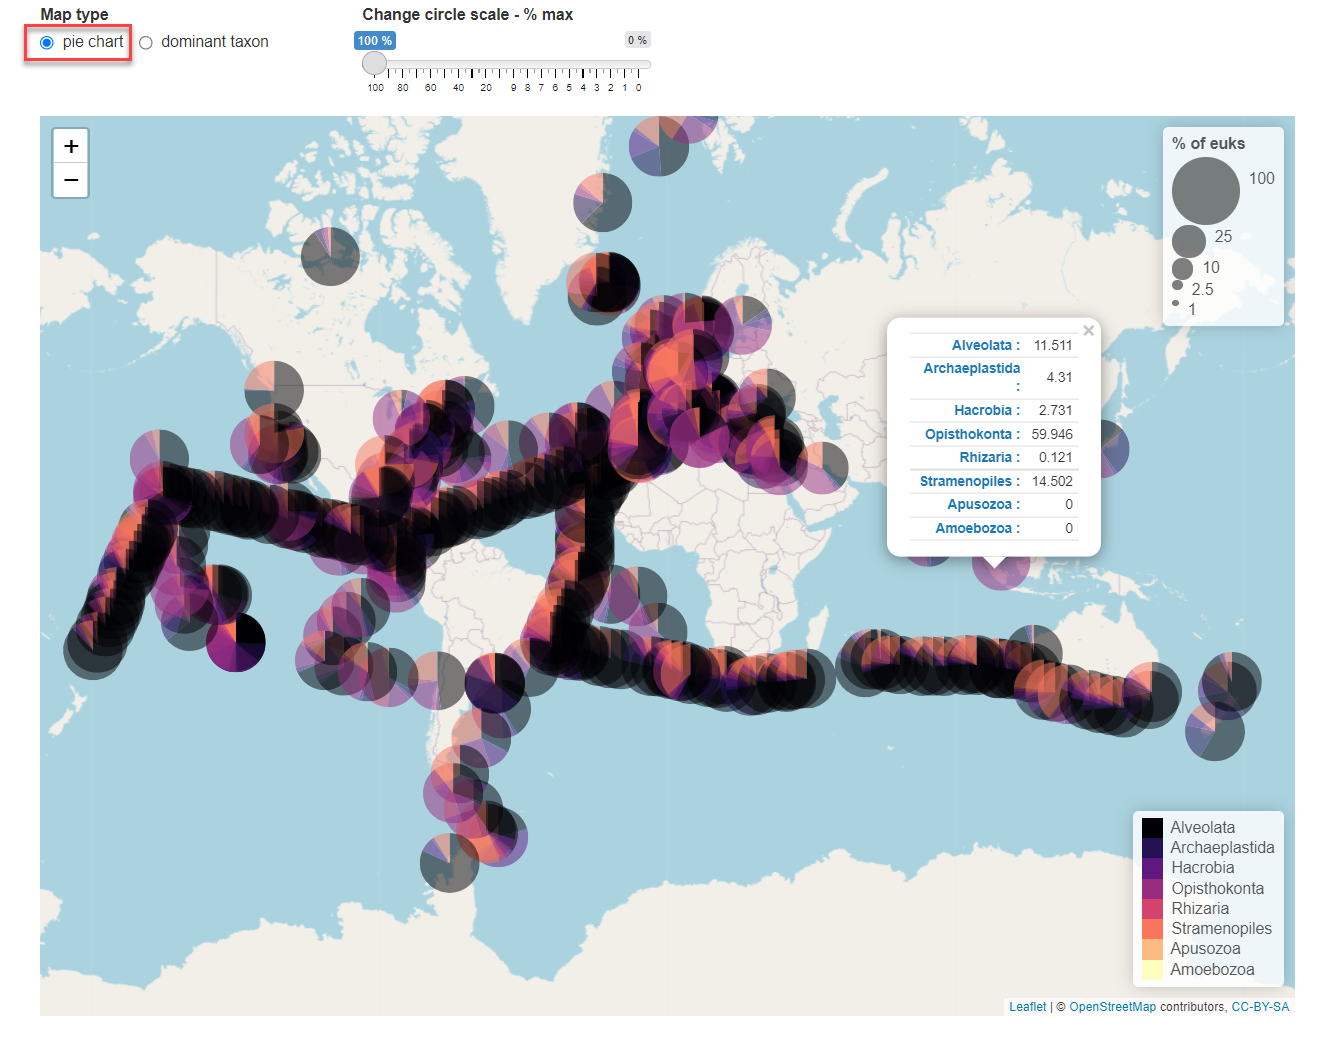 Map type
pie chart
dominant taxon
Change circle scale - % max
100 %
0 %
100 80 60 40 20 9 8 7 6 5 4 3 2 1 0
+
−
% of euks
100
25
10
2.5
1
×
Alveolata : 11.511
Archaeplastida
: 4.31
Hacrobia : 2.731
Opisthokonta : 59.946
Rhizaria : 0.121
Stramenopiles : 14.502
Apusozoa : 0
Amoebozoa : 0
Alveolata
Archaeplastida
Hacrobia
Opisthokonta
Rhizaria
Stramenopiles
Apusozoa
Amoebozoa
Leaflet | © OpenStreetMap contributors, CC-BY-SA